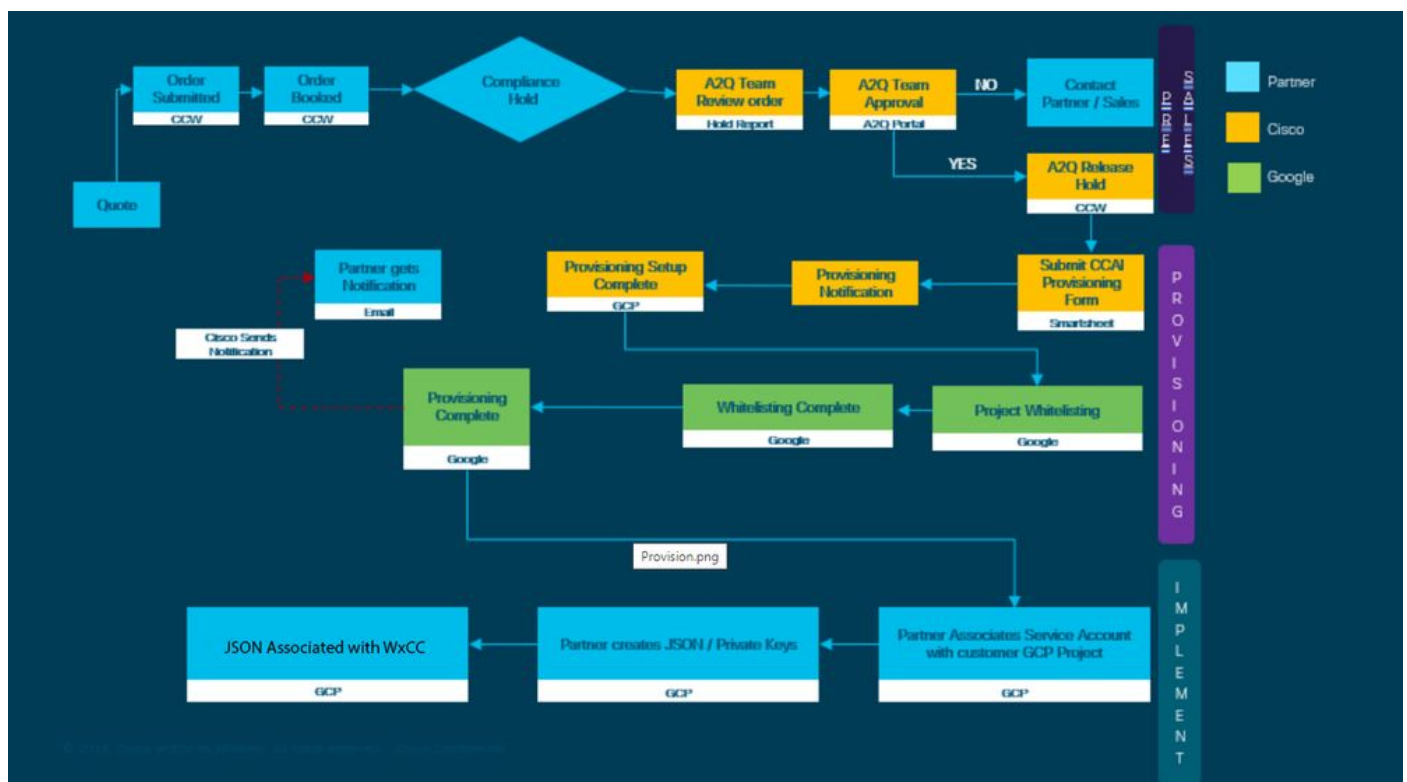 Order
Submitted
CCW
Order
Booked
CCW
Compliance
Hold
A2Q Team
Review order
Hold Report
A2Q Team
Approval
A2Q Portal
NO
Contact
Partner / Sales
YES
A2Q Release
Hold
CCW
Quote
PRE
SALES
Partner
Cisco
Google
Partner gets
Notification
Email
Cisco Sends
Notification
Provisioning Setup
Complete
GCP
Provisioning
Notification
Submit CCAI
Provisioning
Form
Smartsheet
PROVISIONING
Provisioning
Complete
Google
Whitelisting Complete
Google
Project Whitelisting
Google
Provision.png
JSON Associated with WxCC
GCP
Partner creates JSON / Private Keys
GCP
Partner Associates Service Account
with customer GCP Project
GCP
IMPLEMENT